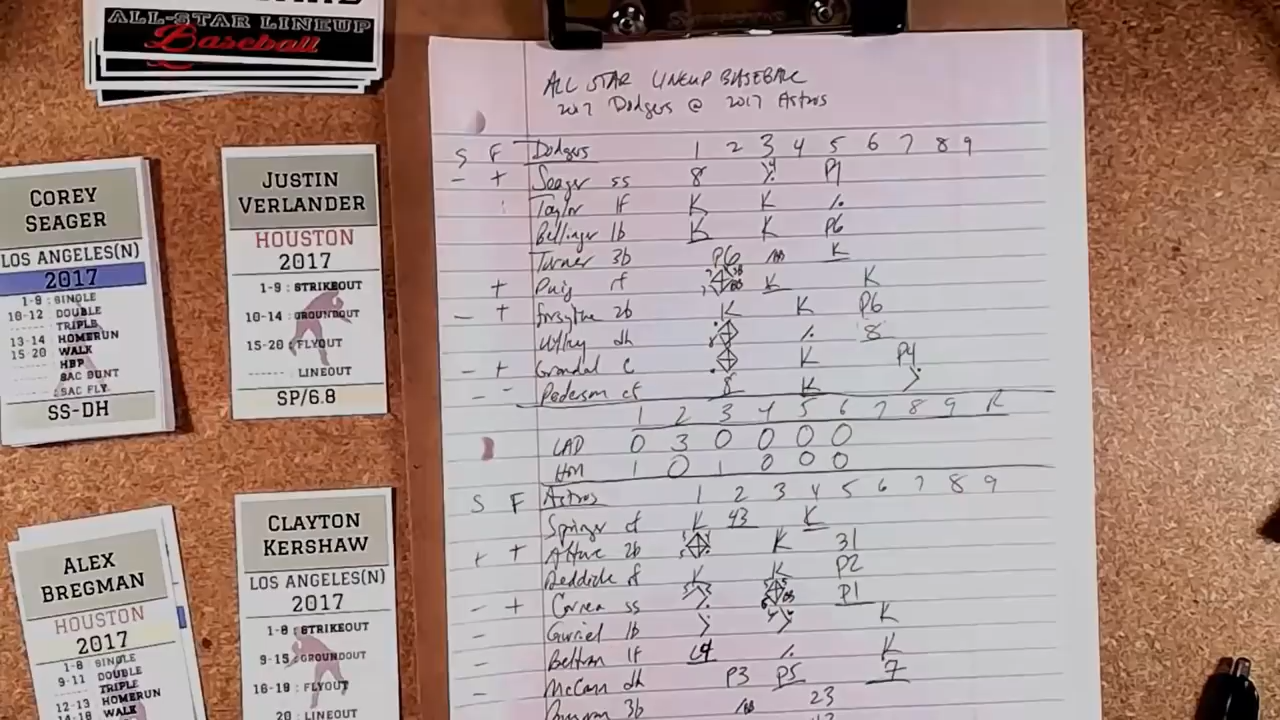 ALL-STAR LINEUP
Baseball
COREY
SEAGER
LOS ANGELES(N)
2017
1-9 : SINGLE
10-12 : DOUBLE
----- : TRIPLE
13-14 : HOMERUN
15-20 : WALK
----- : HBP
----- : SAC BUNT
----- : SAC FLY
SS-DH
JUSTIN
VERLANDER
HOUSTON
2017
1-9 : STRIKEOUT
10-14 : GROUNDOUT
15-20 : FLYOUT
------- : LINEOUT
SP/6.8
ALEX
BREGMAN
HOUSTON
2017
1-8 : SINGLE
9-11 : DOUBLE
----- : TRIPLE
12-13 : HOMERUN
14-18 : WALK
CLAYTON
KERSHAW
LOS ANGELES(N)
2017
1-8 : STRIKEOUT
9-15 : GROUNDOUT
16-19 : FLYOUT
20 : LINEOUT
ALL STAR LINEUP BASEBALL
2017 Dodgers @ 2017 Astros
S F Dodgers 1 2 3 4 5 6 7 8 9
- + Seager ss 8 P1
Taylor lf K K
Bellinger 1b K K P6
Turner 3b P6 K
+ Puig rf K K
- + Forsythe 2b K K P6
Utley dh 8
- + Grandal c K P4
- - Pederson cf 8 K
1 2 3 4 5 6 7 8 9 R
LAD 0 3 0 0 0 0
HOU 1 0 1 0 0 0
S F Astros 1 2 3 4 5 6 7 8 9
Springer cf K 43 K
+ + Altuve 2b K 31
Reddick rf K K P2
- + Correa ss P1 K
- Gurriel 1b K
- Beltran lf L4 K
- McCann dh P3 P5 7
3b 23